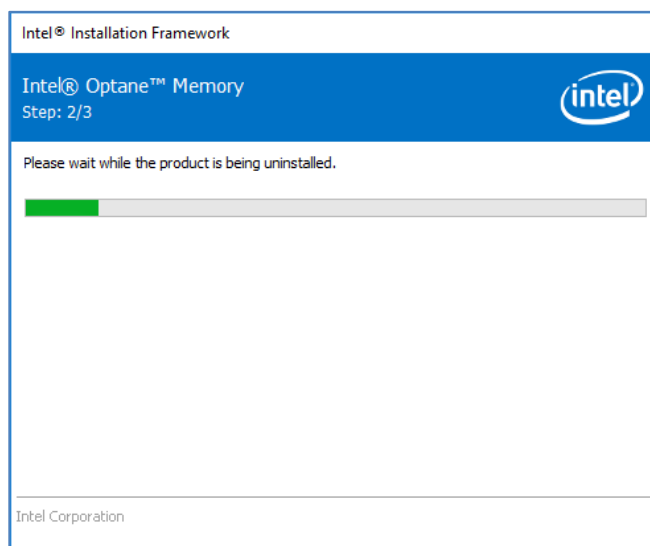 Intel® Installation Framework
Intel® Optane™ Memory
Step: 2/3
intel
Please wait while the product is being uninstalled.
Intel Corporation